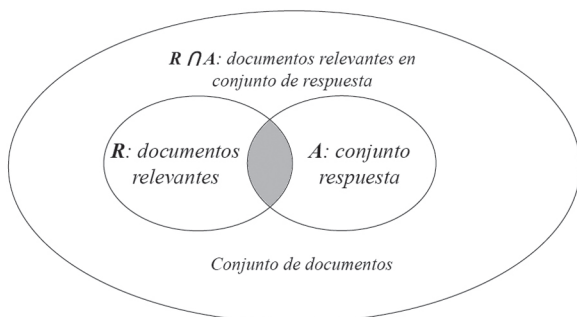 R ∩ A: documentos relevantes en
conjunto de respuesta
R: documentos
relevantes
A: conjunto
respuesta
Conjunto de documentos